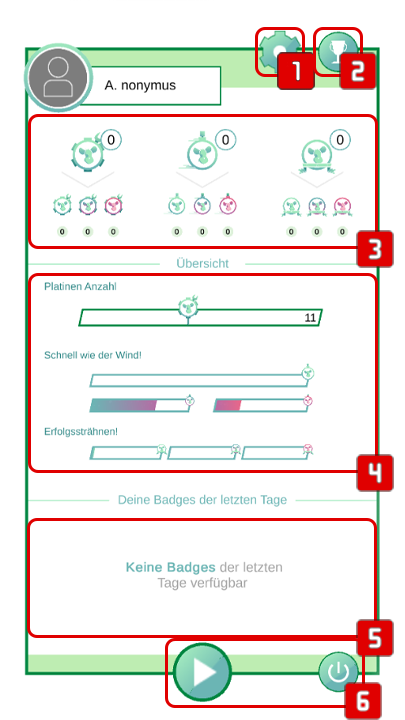 1
2
A. nonymus
0 0 0
0 0 0 0 0 0 0 0 0
3
Übersicht
Platinen Anzahl
11
Schnell wie der Wind!
Erfolgssträhnen!
4
Deine Badges der letzten Tage
Keine Badges der letzten
Tage verfügbar
5
6